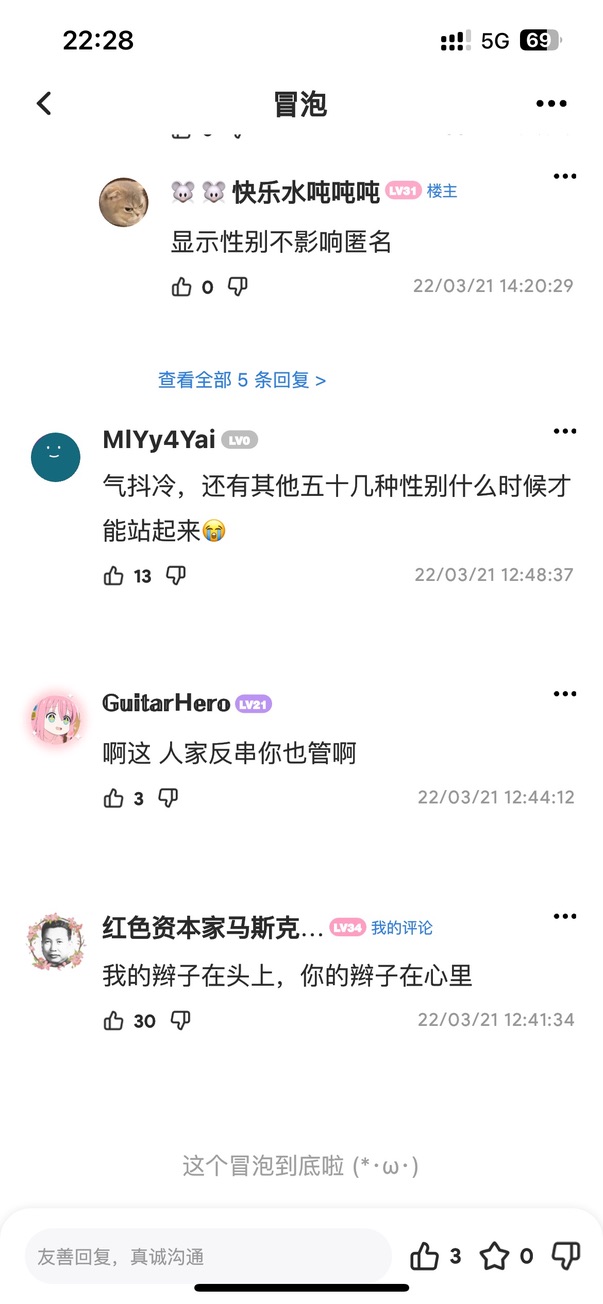 22:28
5G 69
冒泡
🐭 🐭 快乐水吨吨吨 LV31 楼主
显示性别不影响匿名
0
22/03/21 14:20:29
查看全部 5 条回复 >
MlYy4Yai LV0
气抖冷，还有其他五十几种性别什么时候才
能站起来😭
13
22/03/21 12:48:37
GuitarHero LV21
啊这 人家反串你也管啊
3
22/03/21 12:44:12
红色资本家马斯克... LV34 我的评论
我的辫子在头上，你的辫子在心里
30
22/03/21 12:41:34
这个冒泡到底啦 (*･ω･)
友善回复，真诚沟通
3
0